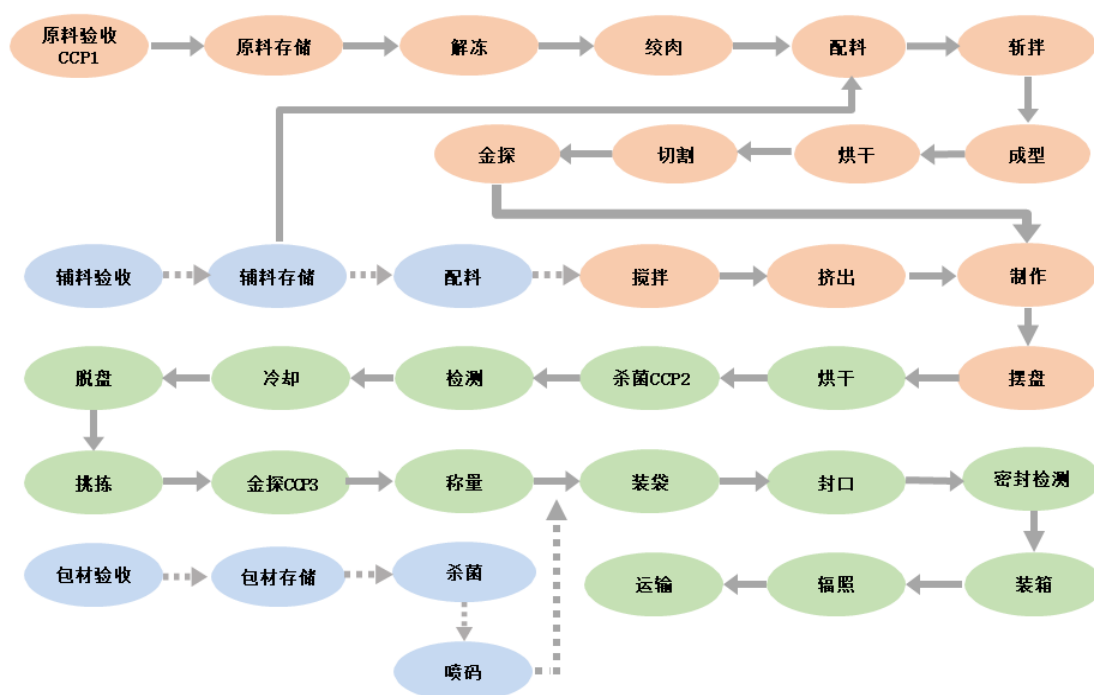 原料验收
CCP1
原料存储
解冻
绞肉
配料
斩拌
金探
切割
烘干
成型
辅料验收
辅料存储
配料
搅拌
挤出
制作
脱盘
冷却
检测
杀菌CCP2
烘干
摆盘
挑拣
金探CCP3
称量
装袋
封口
密封检测
包材验收
包材存储
杀菌
运输
辐照
装箱
喷码